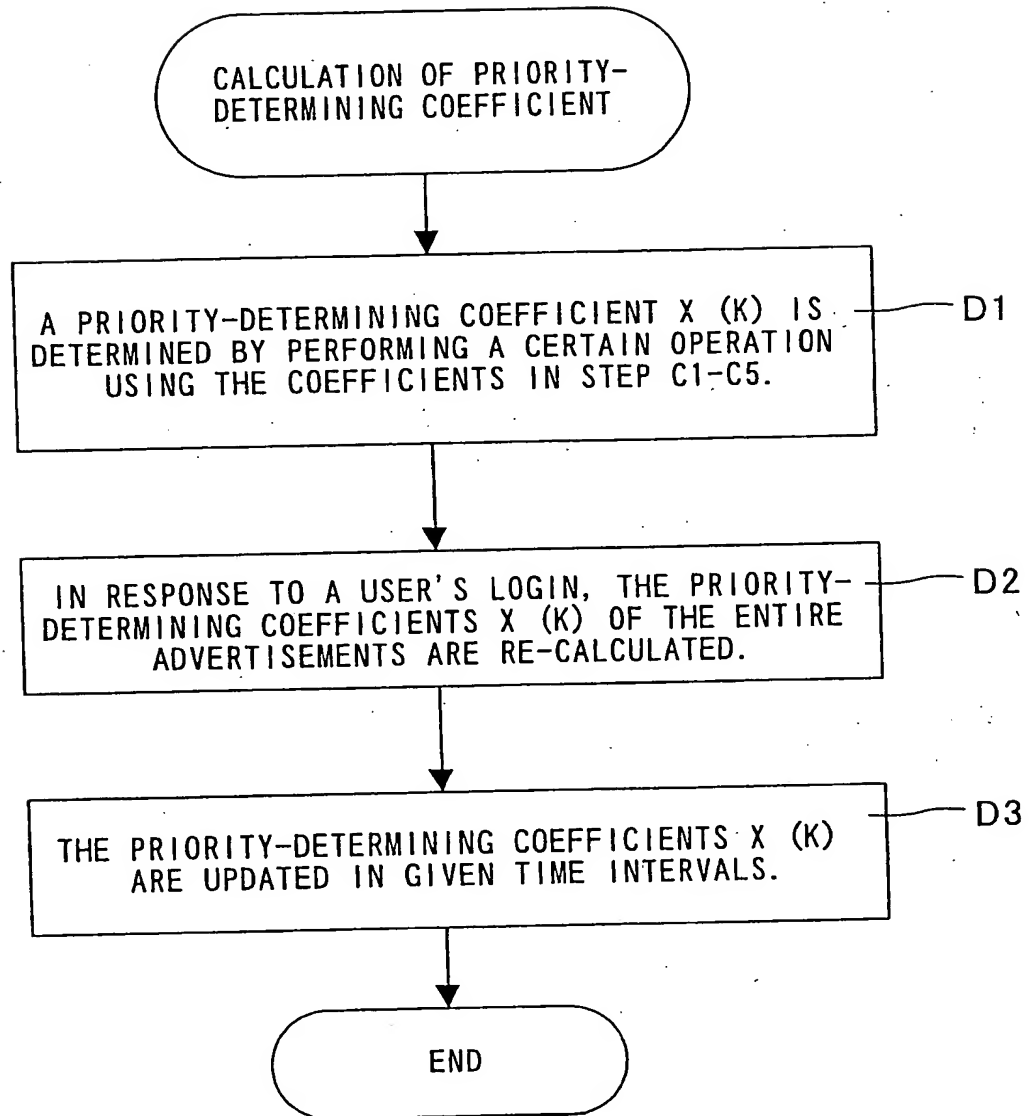 CALCULATION OF PRIORITY-
DETERMINING COEFFICIENT
A PRIORITY-DETERMINING COEFFICIENT X (K) IS
DETERMINED BY PERFORMING A CERTAIN OPERATION
USING THE COEFFICIENTS IN STEP C1-C5.
D1
IN RESPONSE TO A USER'S LOGIN, THE PRIORITY-
DETERMINING COEFFICIENTS X (K) OF THE ENTIRE
ADVERTISEMENTS ARE RE-CALCULATED.
D2
THE PRIORITY-DETERMINING COEFFICIENTS X (K)
ARE UPDATED IN GIVEN TIME INTERVALS.
D3
END